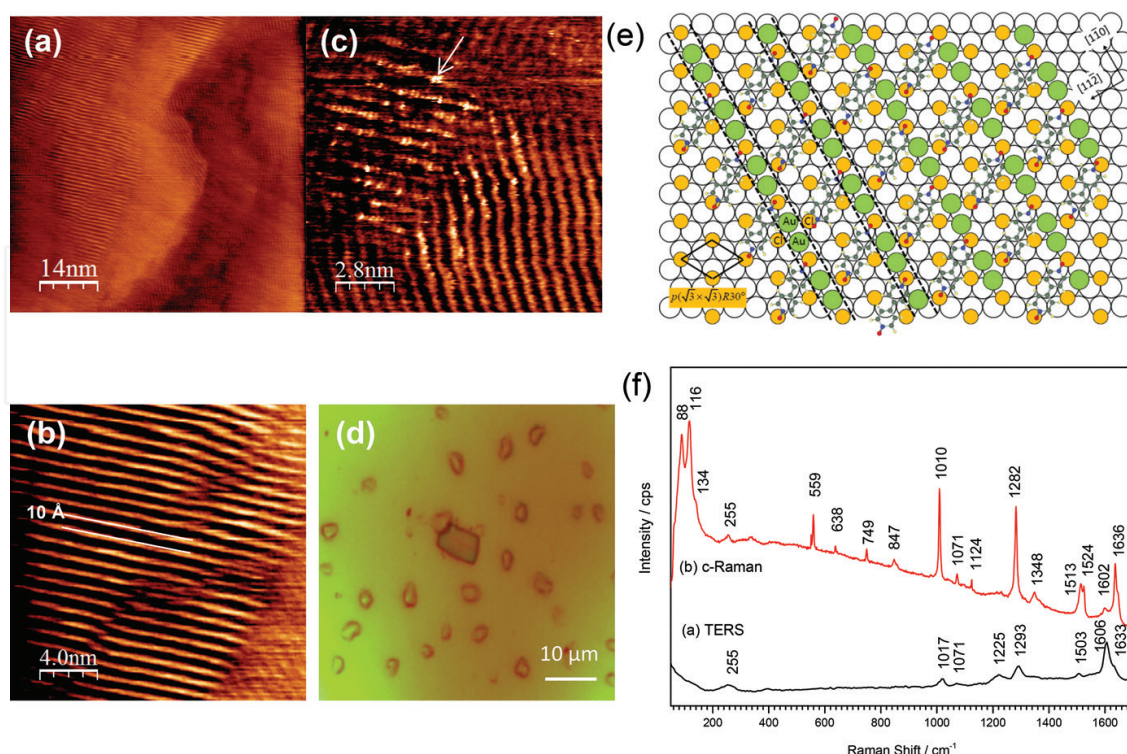 (a)
14nm
(c)
2.8nm
(e)
[11̄0]
[112̄]
Au Cl
Cl Au
p(√3×√3)R30°
(b)
10 Å
4.0nm
(d)
10 µm
(f)
Intensity / cps
88
116
134
255
559
638
749
847
1010
1071
1124
1282
1348
1513
1524
1602
1636
(b) c-Raman
(a) TERS
255
1017
1071
1225
1293
1503
1606
1633
200 400 600 800 1000 1200 1400 1600
Raman Shift / cm⁻¹